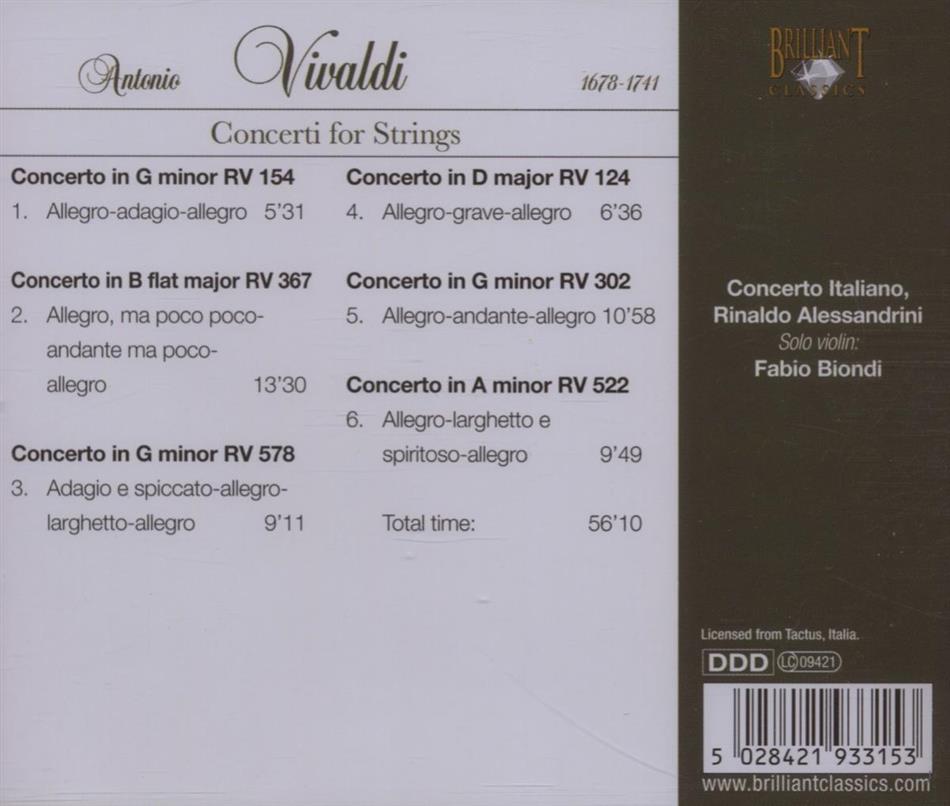 Antonio Vivaldi 1678-1741
Concerti for Strings
Concerto in G minor RV 154
1. Allegro-adagio-allegro 5'31
Concerto in B flat major RV 367
2. Allegro, ma poco poco-
andante ma poco-
allegro 13'30
Concerto in G minor RV 578
3. Adagio e spiccato-allegro-
larghetto-allegro 9'11
Concerto in D major RV 124
4. Allegro-grave-allegro 6'36
Concerto in G minor RV 302
5. Allegro-andante-allegro 10'58
Concerto in A minor RV 522
6. Allegro-larghetto e
spiritoso-allegro 9'49
Total time: 56'10
BRILLIANT
CLASSICS
Concerto Italiano,
Rinaldo Alessandrini
Solo violin:
Fabio Biondi
Licensed from Tactus, Italia.
DDD LC 09421
5 028421 933153
www.brilliantclassics.com